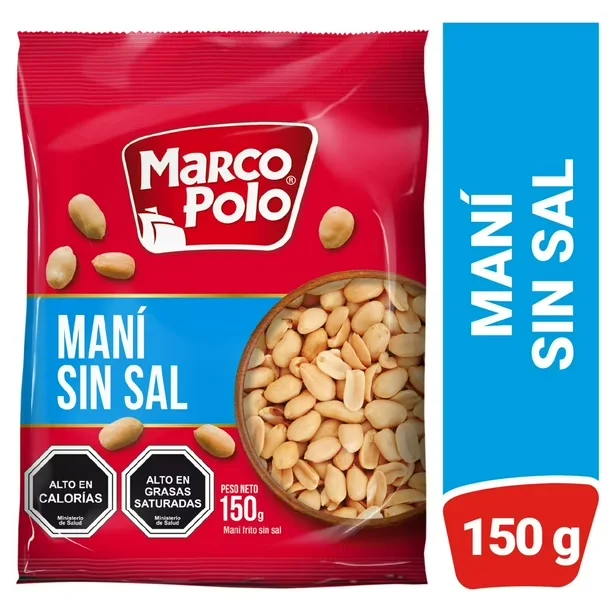 MARCO
POLO®
MANÍ
SIN SAL
ALTO EN
CALORÍAS
Ministerio
de Salud
ALTO EN
GRASAS
SATURADAS
Ministerio
de Salud
PESO NETO
150g
Maní frito sin sal
MANÍ
SIN SAL
150 g